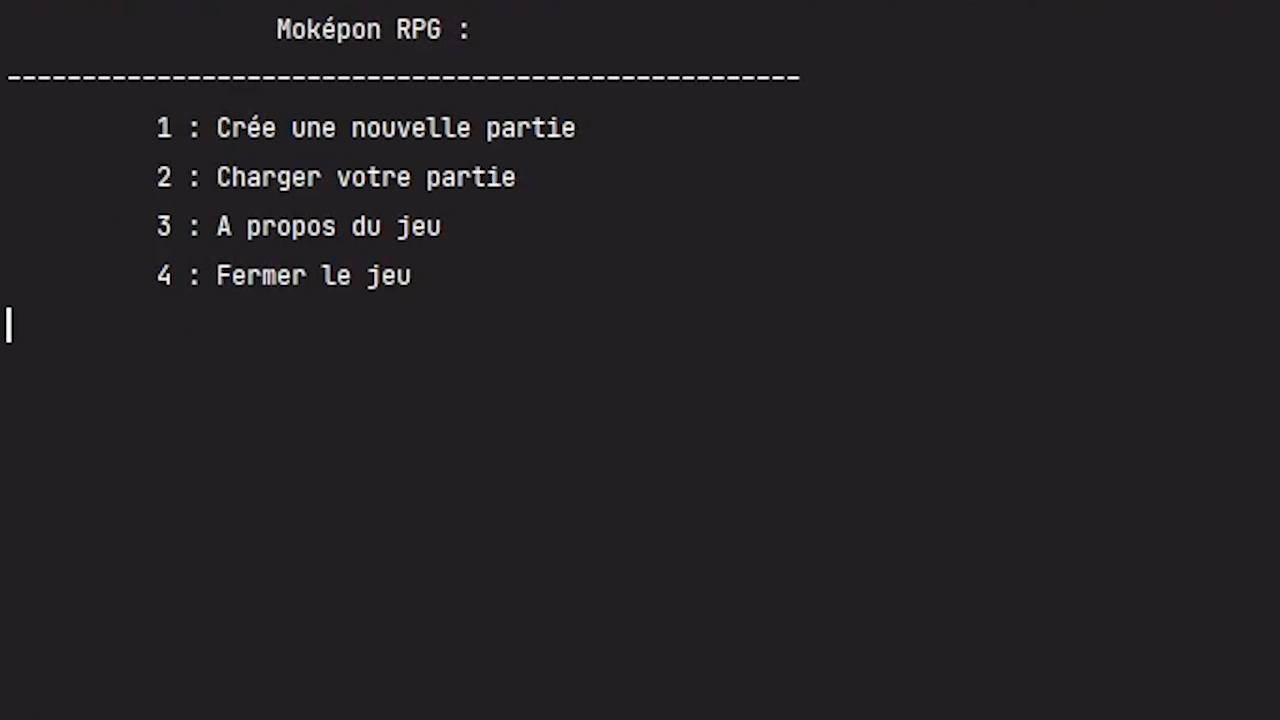 Moképon RPG :
-----------------------------------------------------
1 : Crée une nouvelle partie
2 : Charger votre partie
3 : A propos du jeu
4 : Fermer le jeu